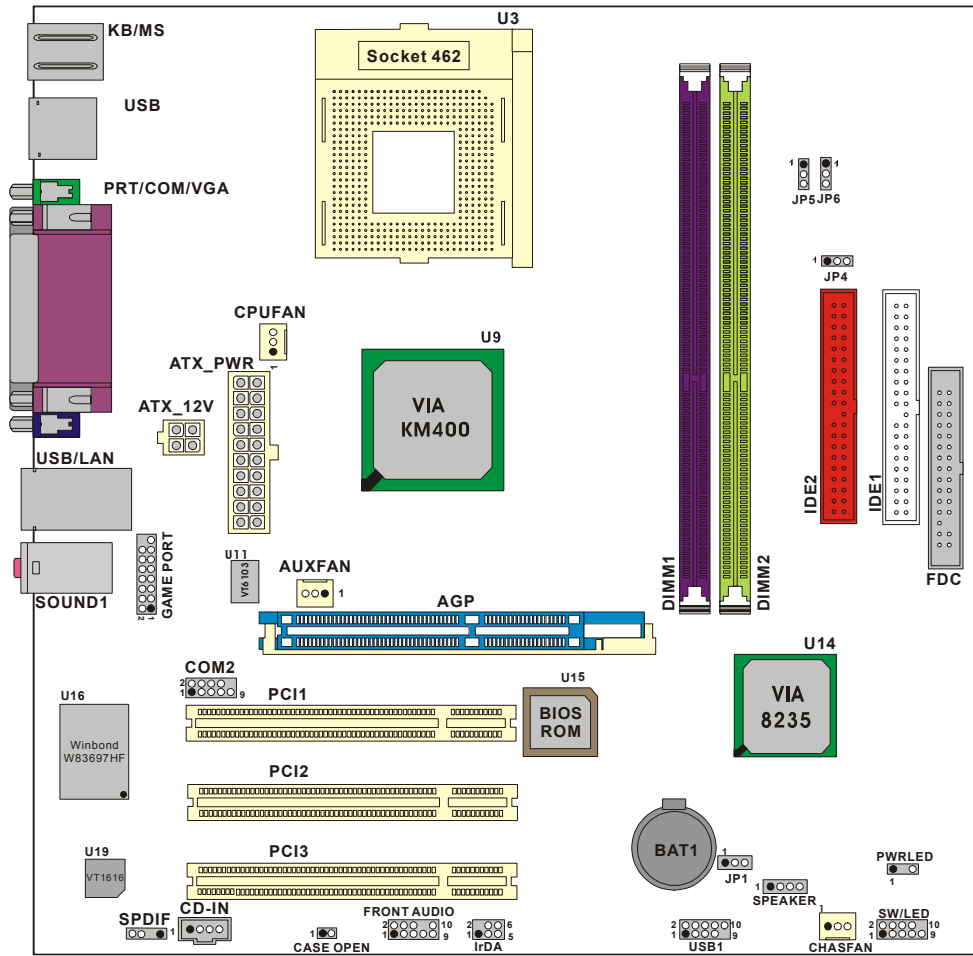 KB/MS
U3
Socket 462
USB
PRT/COM/VGA
1
1
JP5
JP6
1
JP4
CPUFAN
1
U9
ATX_PWR
VIA
KM400
ATX_12V
USB/LAN
IDE2
IDE1
FDC
SOUND1
GAME PORT
2
1
U11
VT6103
AUXFAN
1
AGP
DIMM1
DIMM2
COM2
2
1
9
U14
VIA
8235
U16
Winbond
W83697HF
PCI1
U15
BIOS
ROM
PCI2
PCI3
U19
VT1616
BAT1
1
JP1
PWRLED
1
1
SPEAKER
SPDIF
1
CD-IN
1
CASE OPEN
FRONT AUDIO
2
10
1
9
2
6
1
5
IrDA
2
10
1
9
USB1
1
CHASFAN
SW/LED
2
10
1
9